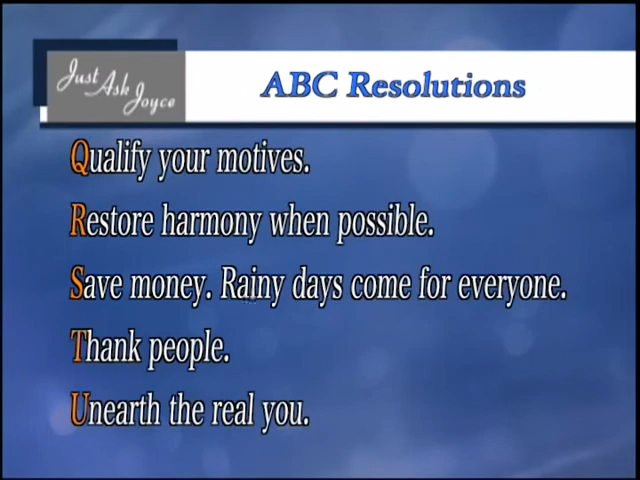 Just
Ask
Joyce
ABC Resolutions
Qualify your motives.
Restore harmony when possible.
Save money. Rainy days come for everyone.
Thank people.
Unearth the real you.